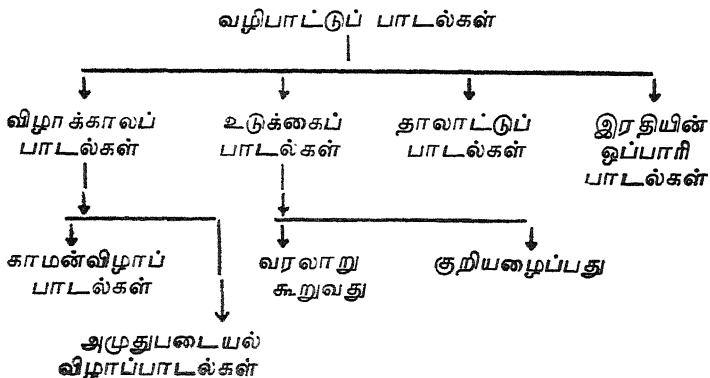 வழிபாட்டுப் பாடல்கள்
விழாக்காலப் பாடல்கள்
உடுக்கைப் பாடல்கள்
தாலாட்டுப் பாடல்கள்
இரதியின் ஒப்பாரி பாடல்கள்
காமன்விழாப் பாடல்கள்
அமுதுபடையல் விழாப்பாடல்கள்
வரலாறு கூறுவது
குறியழைப்பது